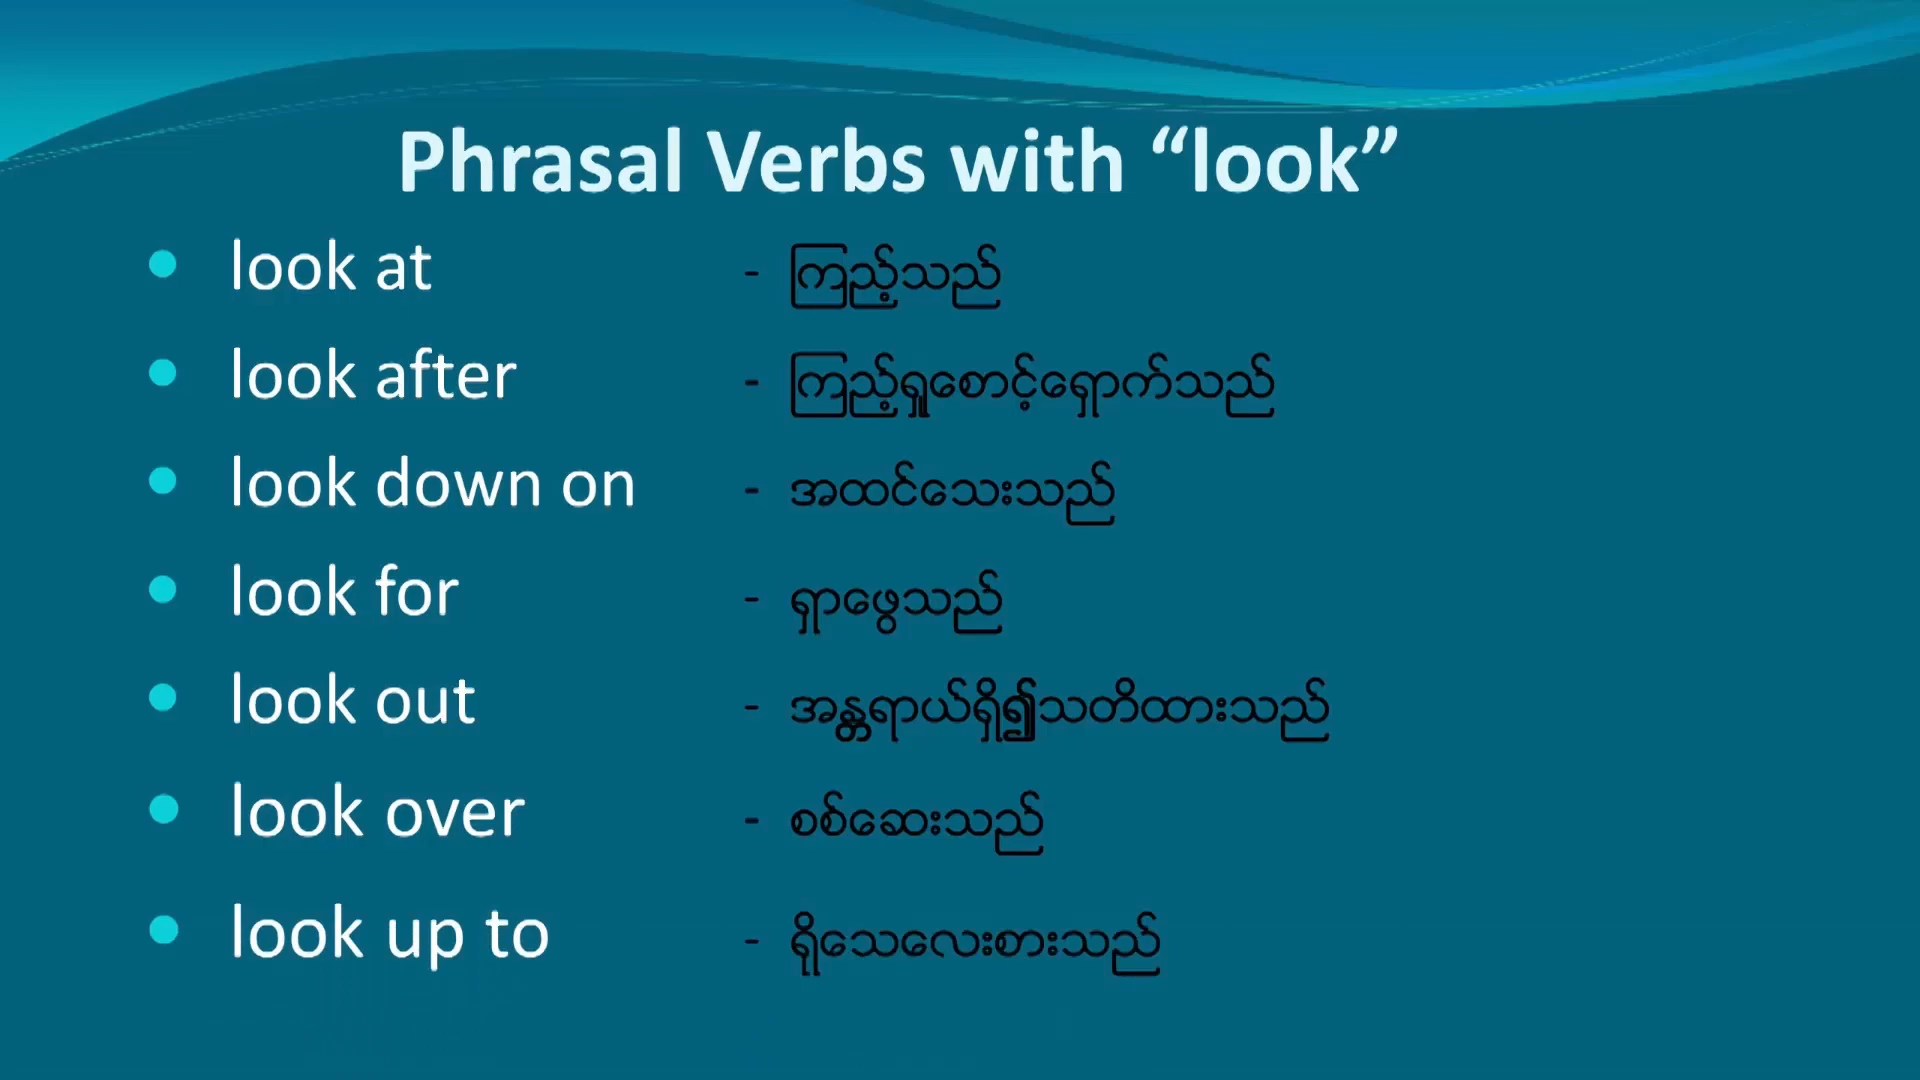 Phrasal Verbs with “look”
• look at - ကြည့်သည်
• look after - ကြည့်ရှုစောင့်ရှောက်သည်
• look down on - အထင်သေးသည်
• look for - ရှာဖွေသည်
• look out - အန္တရာယ်ရှိ၍သတိထားသည်
• look over - စစ်ဆေးသည်
• look up to - ရိုသေလေးစားသည်